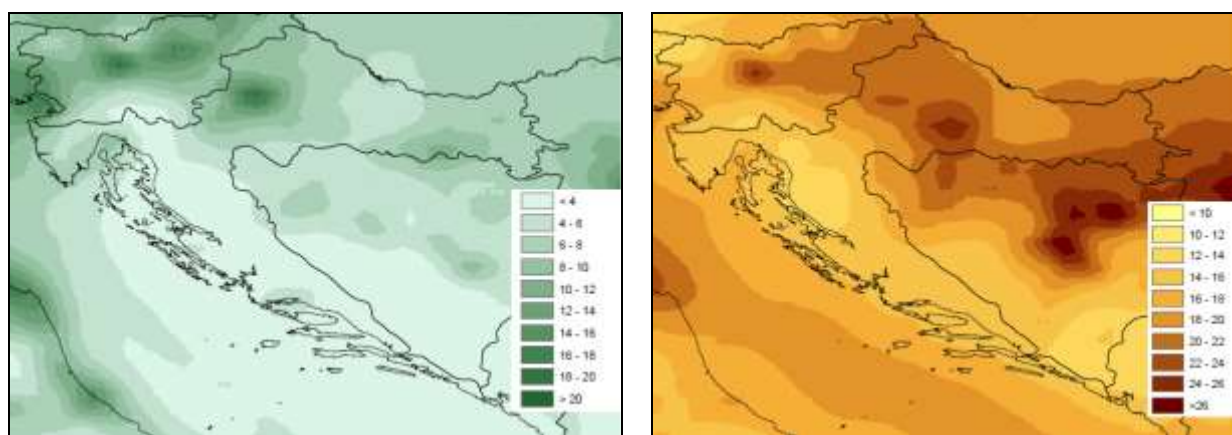 < 4
4 - 6
6 - 8
8 - 10
10 - 12
12 - 14
14 - 16
16 - 18
18 - 20
> 20
< 10
10 - 12
12 - 14
14 - 16
16 - 18
18 - 20
20 - 22
22 - 24
24 - 26
>26